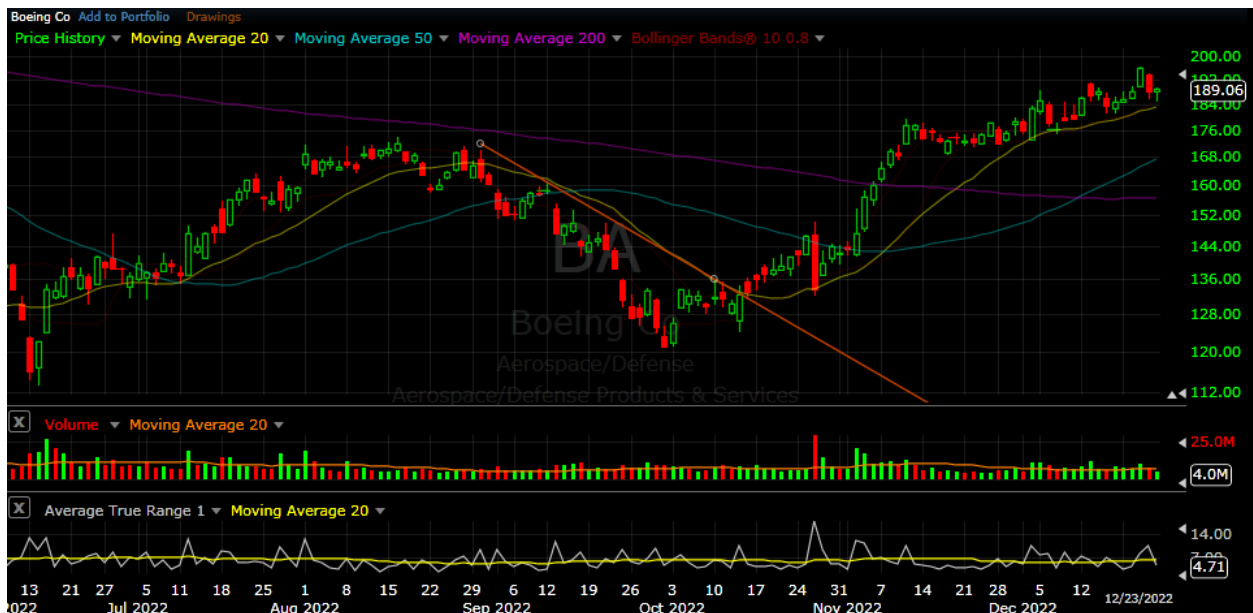 Boeing Co Add to Portfolio Drawings
Price History Moving Average 20 Moving Average 50 Moving Average 200 Bollinger Bands® 10 0.8
200.00
192.00
189.06
184.00
176.00
168.00
160.00
152.00
144.00
136.00
128.00
120.00
112.00
BA
Boeing Co
Aerospace/Defense
Aerospace/Defense Products & Services
X Volume Moving Average 20
25.0M
4.0M
X Average True Range 1 Moving Average 20
14.00
7.00
4.71
13 21 27 5 11 18 25 1 8 15 22 29 6 12 19 26 3 10 17 24 31 7 14 21 28 5 12 12/23/2022
2022 Jul 2022 Aug 2022 Sep 2022 Oct 2022 Nov 2022 Dec 2022